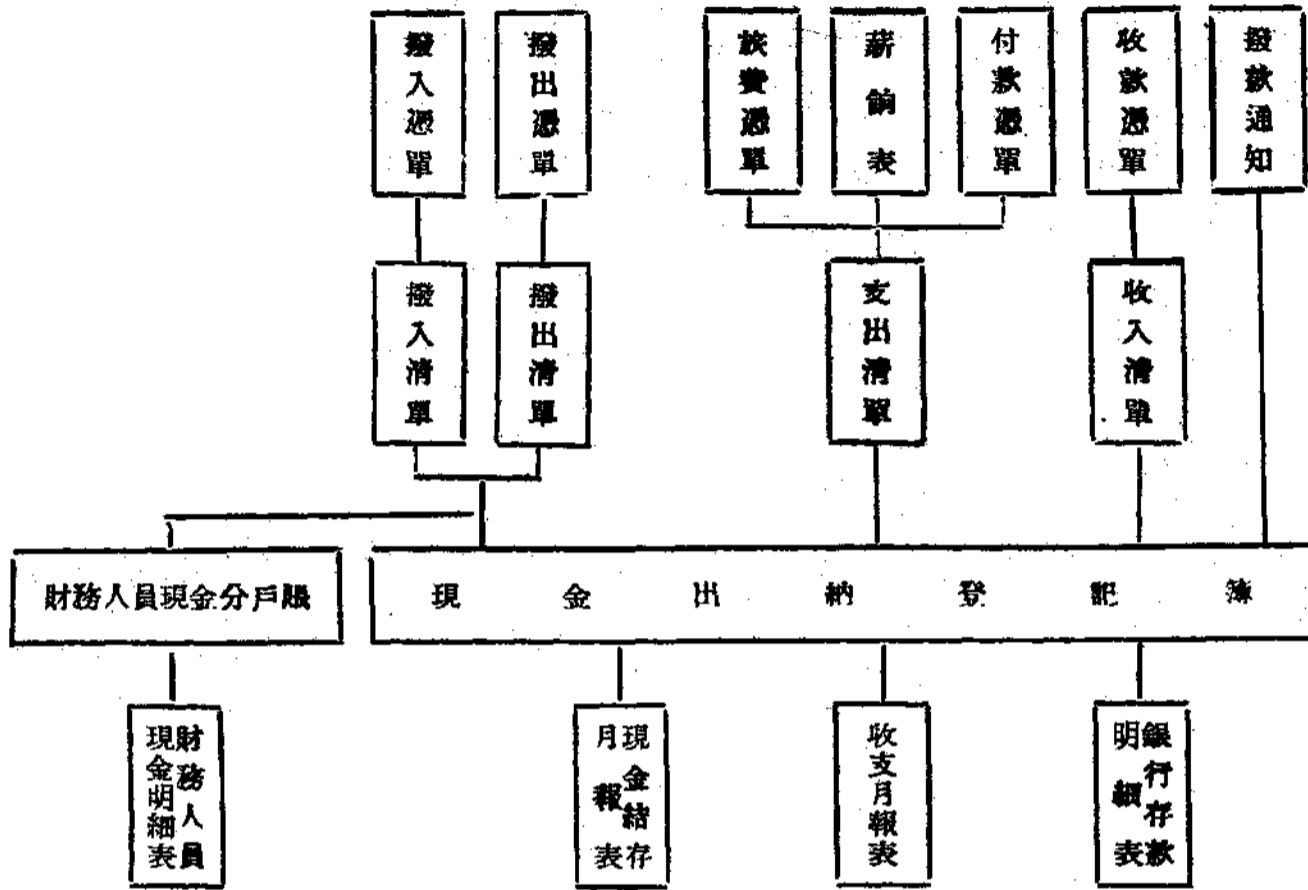 撥入憑單
撥出憑單
旅費憑單
薪餉表
付款憑單
收款憑單
撥款通知
撥入清單
撥出清單
支出清單
收入清單
財務人員現金分戶賬
現金出納登記簿
財務人員
現金明細表
現金結存
月報表
收支月報表
銀行存款
明細表